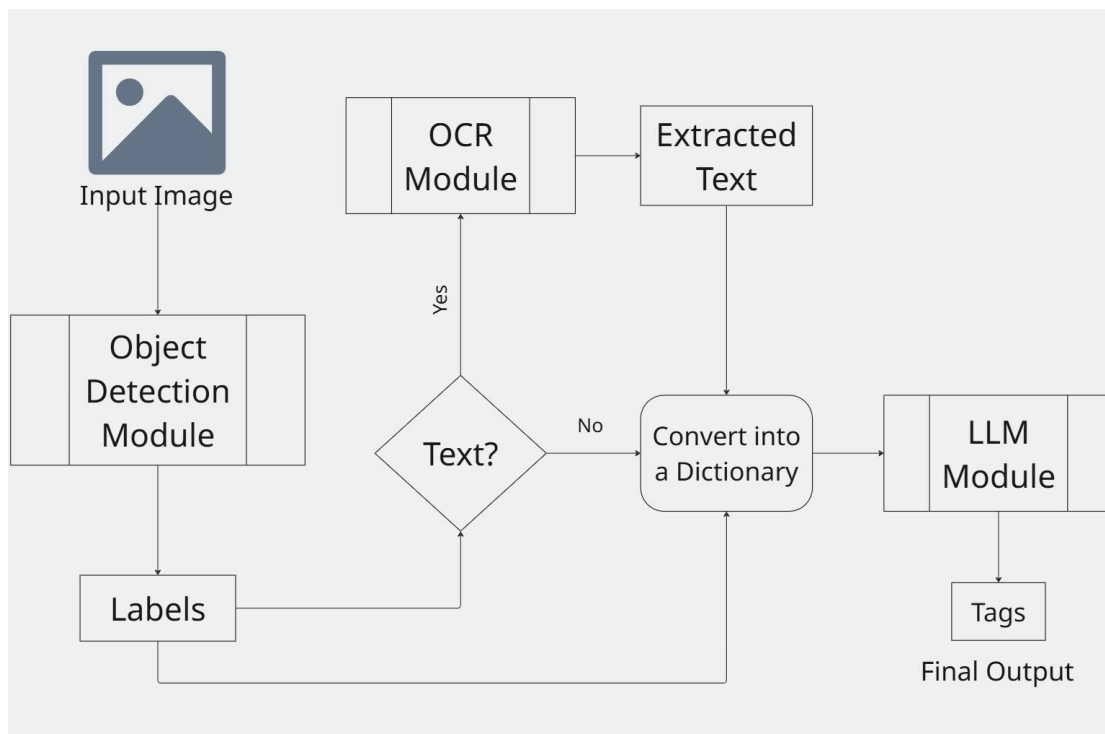 Input Image
Object
Detection
Module
Labels
Text?
Yes
No
OCR
Module
Extracted
Text
Convert into
a Dictionary
LLM
Module
Tags
Final Output